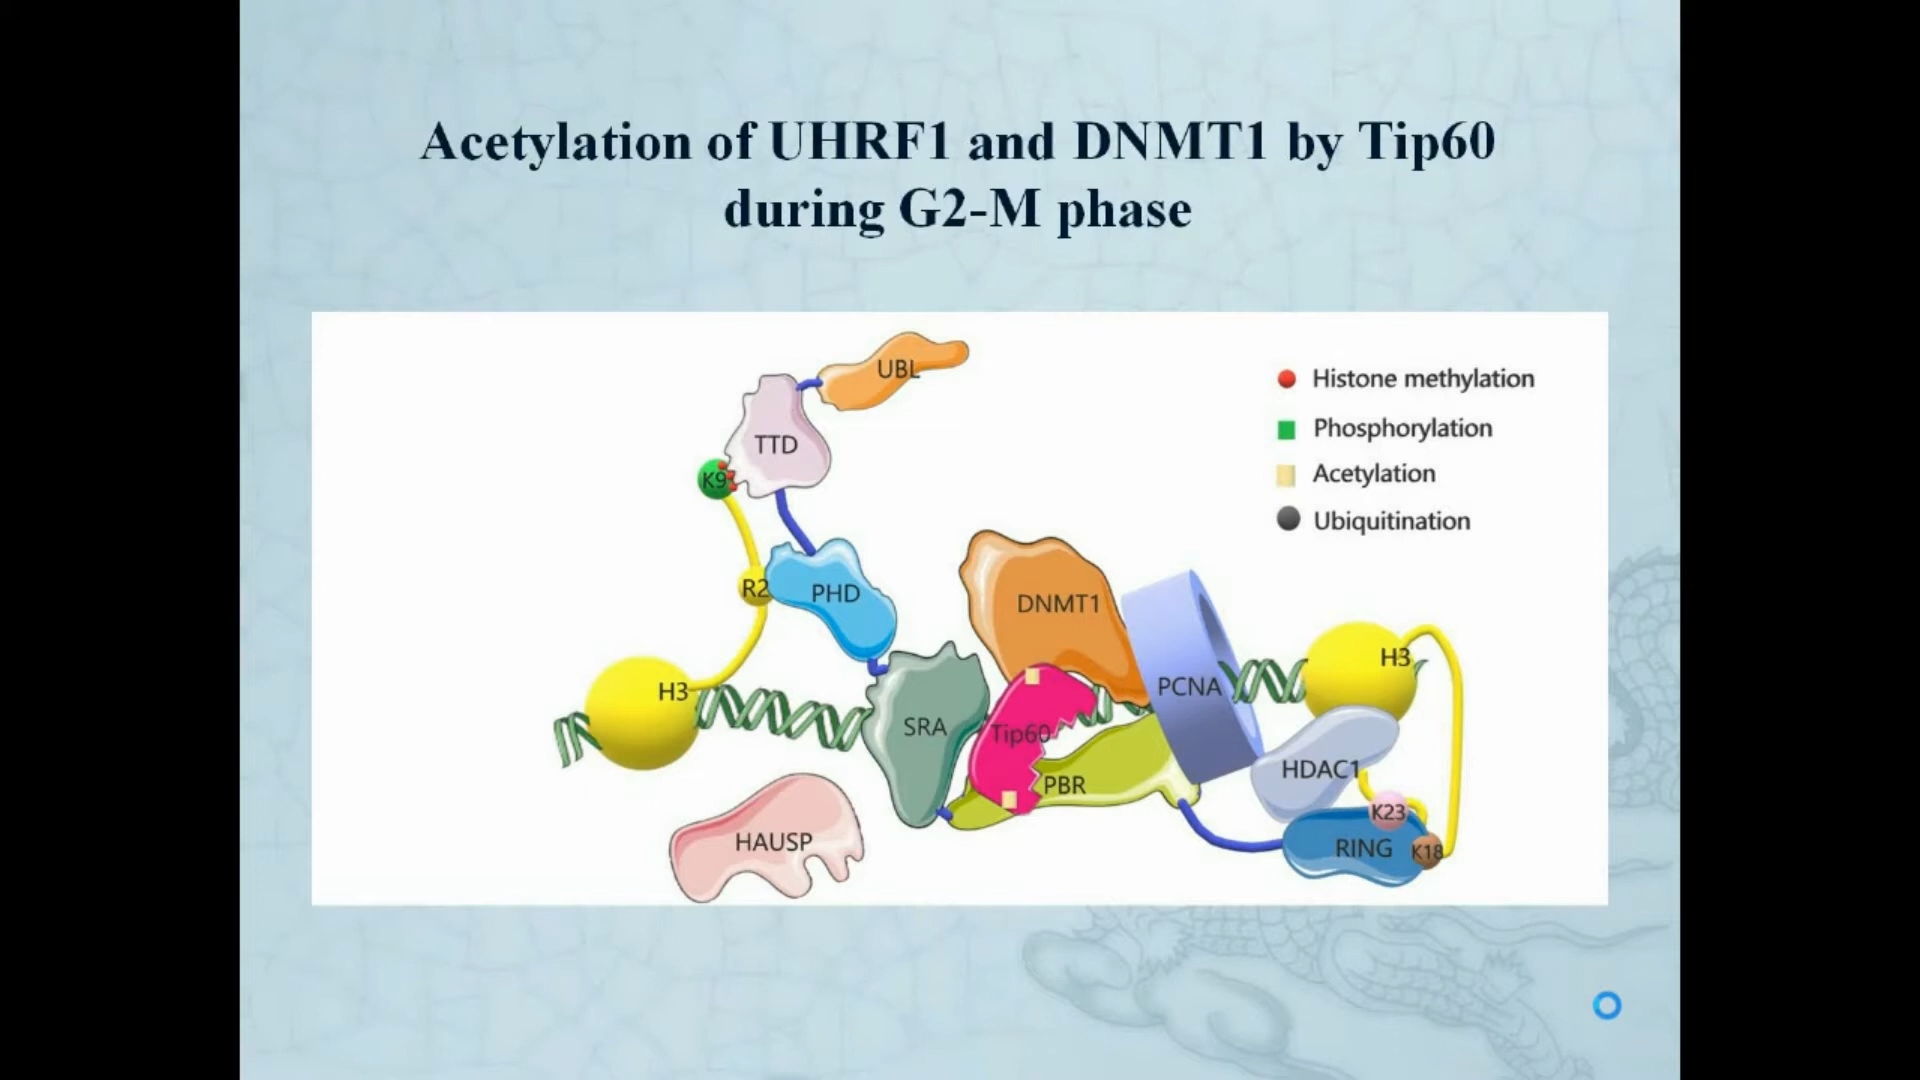 Acetylation of UHRF1 and DNMT1 by Tip60
during G2-M phase
UBL
Histone methylation
TTD
Phosphorylation
K9
Acetylation
Ubiquitination
R2
PHD
DNMT1
H3
H3
PCNA
SRA
Tip60
PBR
HDAC1
K23
HAUSP
RING
K18